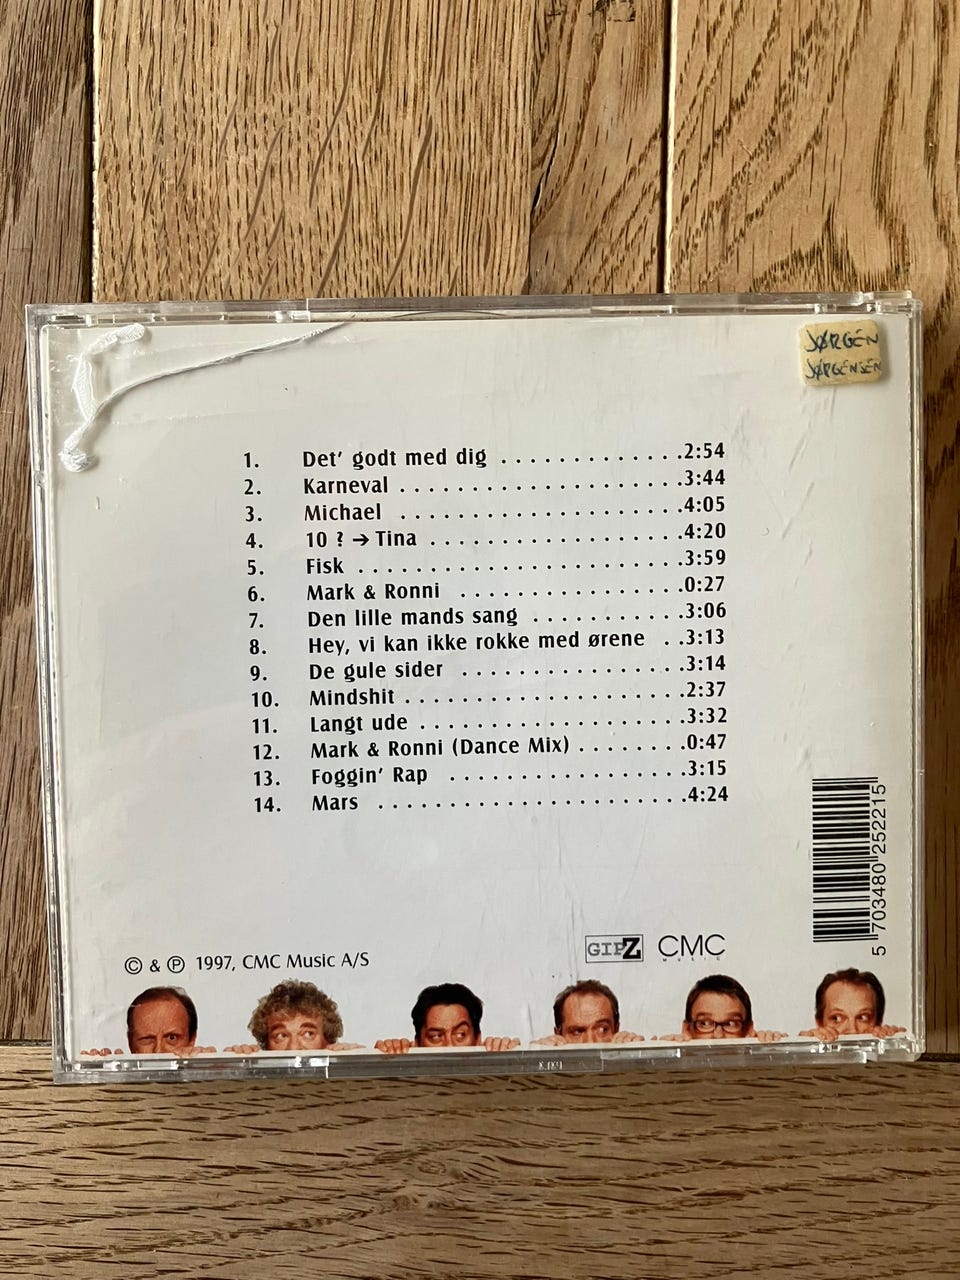 JØRGEN
JØRGENSEN
1. Det' godt med dig . . . . . . . . . . . . .2:54
2. Karneval . . . . . . . . . . . . . . . . . . . .3:44
3. Michael . . . . . . . . . . . . . . . . . . . .4:05
4. 10 ? → Tina . . . . . . . . . . . . . . . . . .4:20
5. Fisk . . . . . . . . . . . . . . . . . . . . . . .3:59
6. Mark & Ronni . . . . . . . . . . . . . . . .0:27
7. Den lille mands sang . . . . . . . . . . .3:06
8. Hey, vi kan ikke rokke med ørene . .3:13
9. De gule sider . . . . . . . . . . . . . . . .3:14
10. Mindshit . . . . . . . . . . . . . . . . . . . .2:37
11. Langt ude . . . . . . . . . . . . . . . . . . .3:32
12. Mark & Ronni (Dance Mix) . . . . . . . .0:47
13. Foggin' Rap . . . . . . . . . . . . . . . . .3:15
14. Mars . . . . . . . . . . . . . . . . . . . . . .4:24
5 703480 252215
© & ℗ 1997, CMC Music A/S
GIPZ CMC
MUSIC